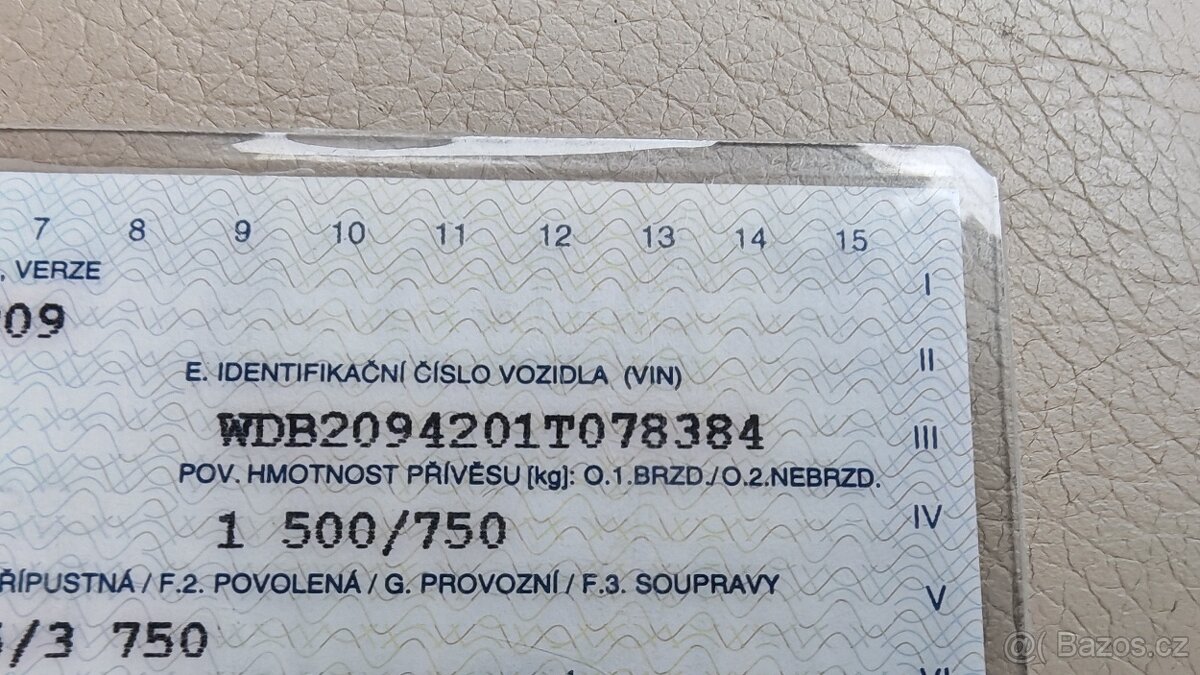 7 8 9 10 11 12 13 14 15
, VERZE
I
09
II
E. IDENTIFIKAČNÍ ČÍSLO VOZIDLA (VIN)
WDB2094201T078384
III
POV. HMOTNOST PŘÍVĚSU [kg]: O.1.BRZD./O.2.NEBRZD.
1 500/750
IV
ŘÍPUSTNÁ / F.2. POVOLENÁ / G. PROVOZNÍ / F.3. SOUPRAVY
V
/3 750
VI
@( Bazos.cz